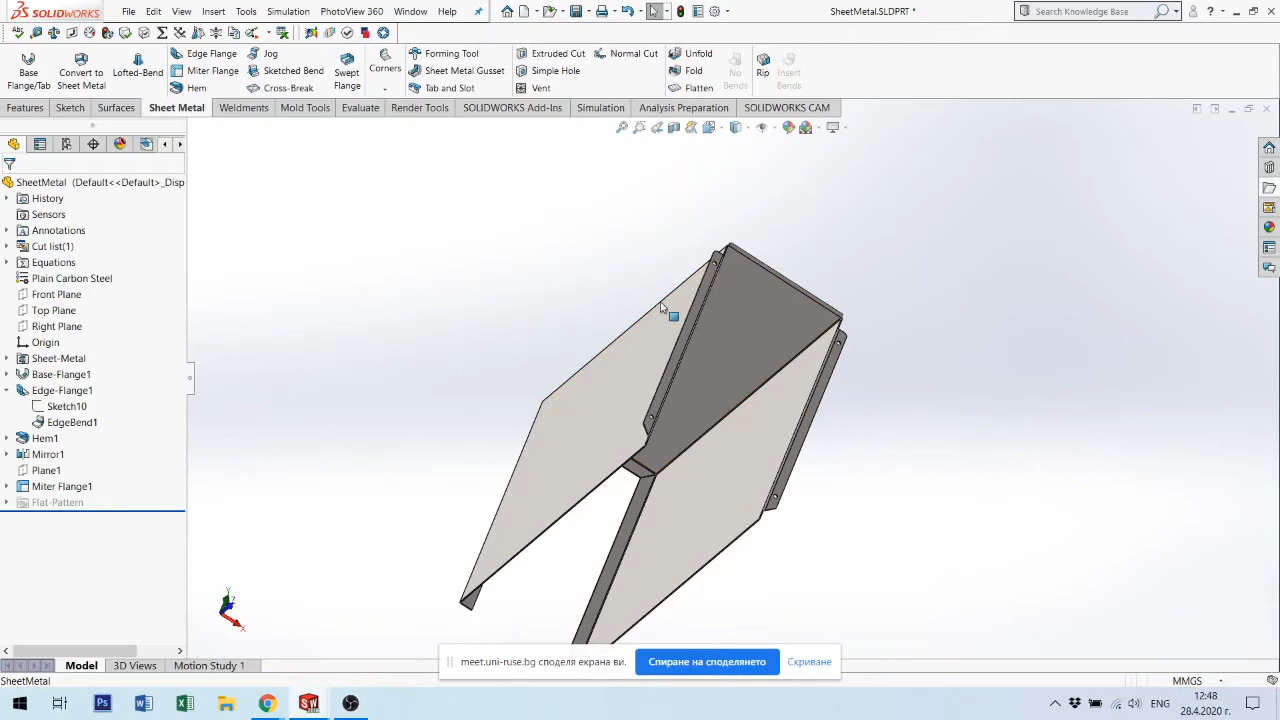 SOLIDWORKS File Edit View Insert Tools Simulation PhotoView 360 Window Help SheetMetal.SLDPRT * Search Knowledge Base
Base Flange/Tab Convert to Sheet Metal Lofted-Bend Edge Flange Miter Flange Hem Jog Sketched Bend Cross-Break Swept Flange Corners Forming Tool Sheet Metal Gusset Tab and Slot Extruded Cut Simple Hole Vent Normal Cut Unfold Fold Flatten No Bends Rip Insert Bends
Features Sketch Surfaces Sheet Metal Weldments Mold Tools Evaluate Render Tools SOLIDWORKS Add-Ins Simulation Analysis Preparation SOLIDWORKS CAM
SheetMetal (Default<<Default>_Disp
History
Sensors
Annotations
Cut list(1)
Equations
Plain Carbon Steel
Front Plane
Top Plane
Right Plane
Origin
Sheet-Metal
Base-Flange1
Edge-Flange1
Sketch10
EdgeBend1
Hem1
Mirror1
Plane1
Miter Flange1
Flat-Pattern
Y
Z
X
meet.uni-ruse.bg споделя екрана ви. Спиране на споделянето Скриване
Model 3D Views Motion Study 1
SheetMetal MMGS
ENG 12:48
28.4.2020 г.